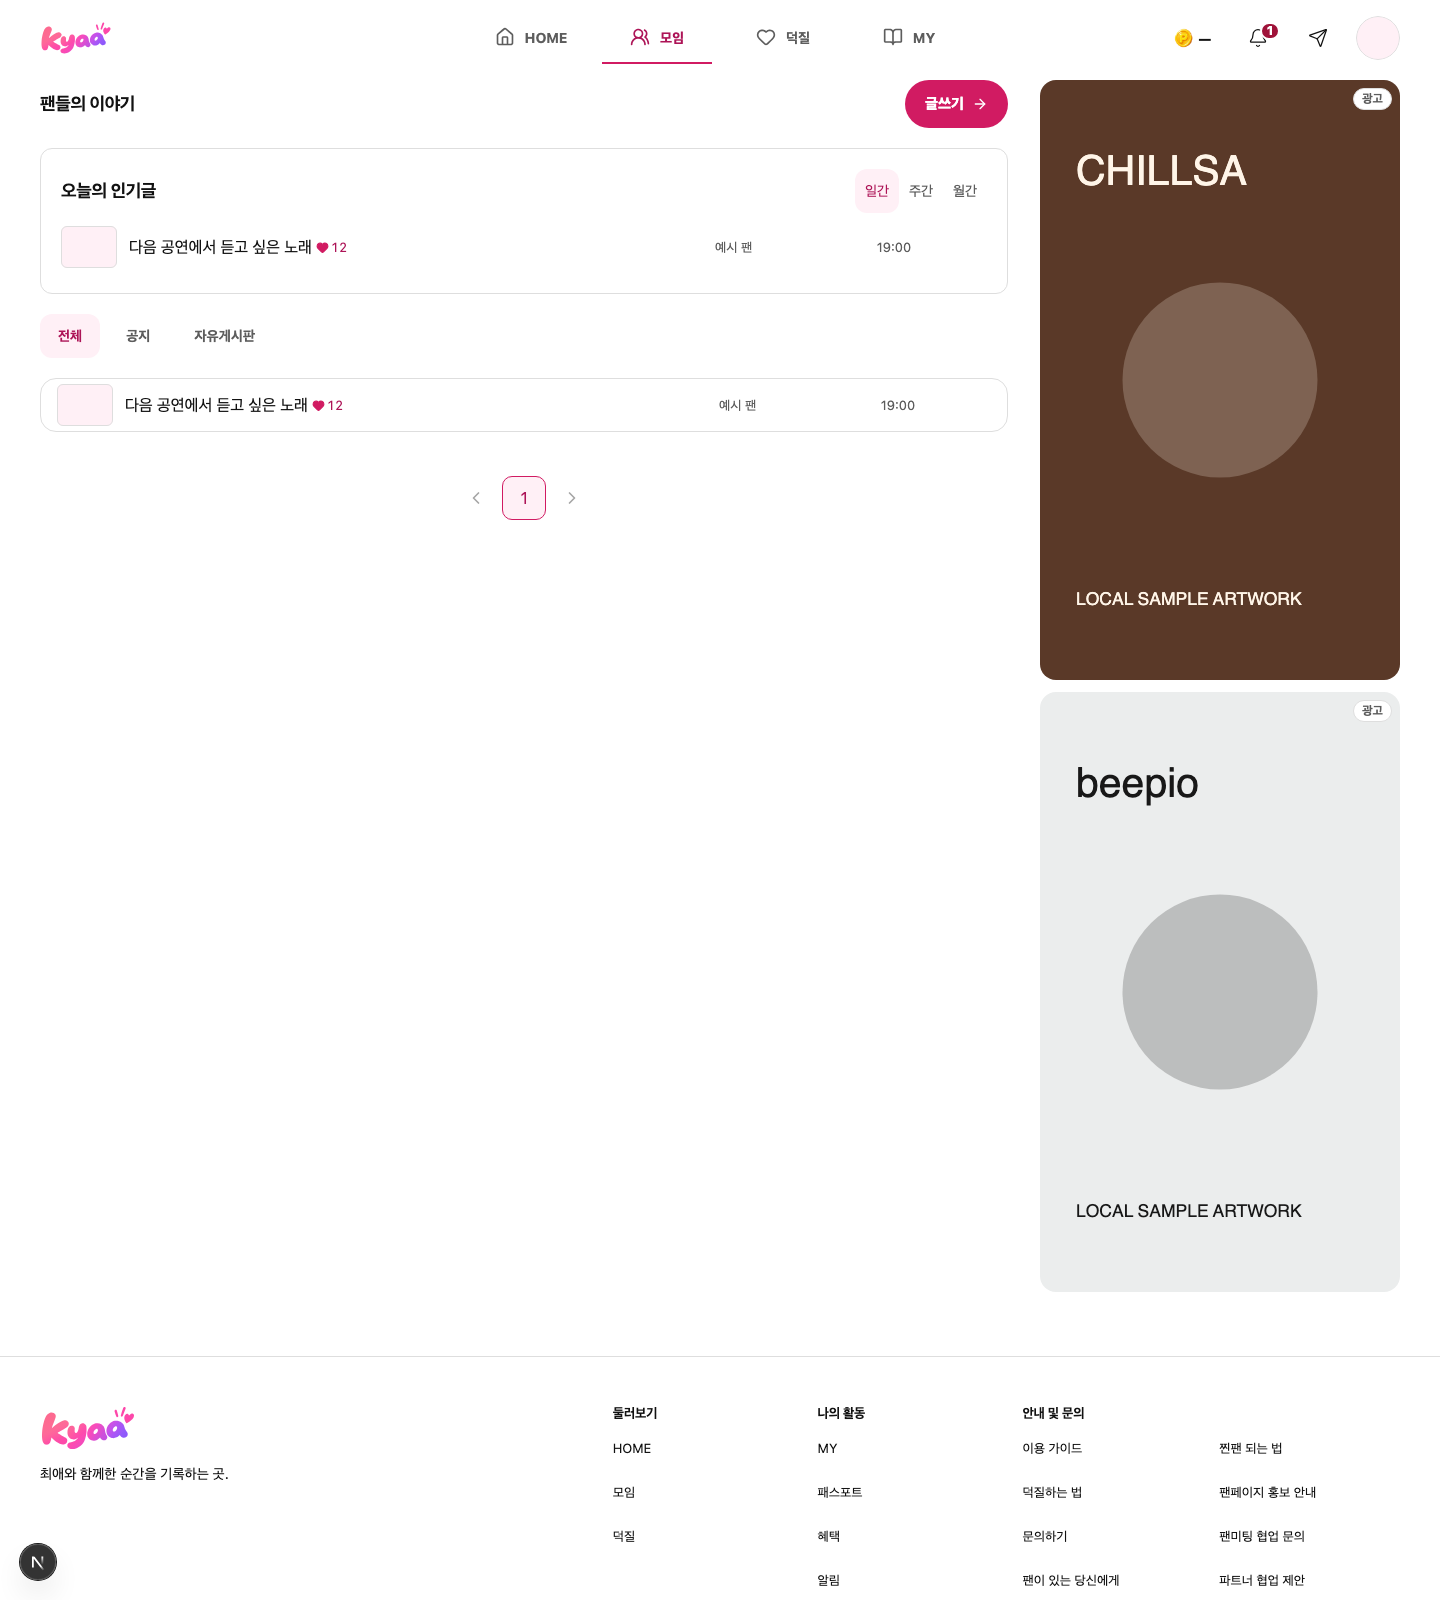 kyaa
HOME
모임
덕질
MY
–
1
팬들의 이야기
글쓰기
오늘의 인기글
일간
주간
월간
다음 공연에서 듣고 싶은 노래 12
예시 팬
19:00
전체
공지
자유게시판
다음 공연에서 듣고 싶은 노래 12
예시 팬
19:00
1
광고
CHILLSA
LOCAL SAMPLE ARTWORK
광고
beepio
LOCAL SAMPLE ARTWORK
kyaa
최애와 함께한 순간을 기록하는 곳.
둘러보기
HOME
모임
덕질
나의 활동
MY
패스포트
혜택
알림
안내 및 문의
이용 가이드
덕질하는 법
문의하기
팬이 있는 당신에게
찐팬 되는 법
팬페이지 홍보 안내
팬미팅 협업 문의
파트너 협업 제안
N